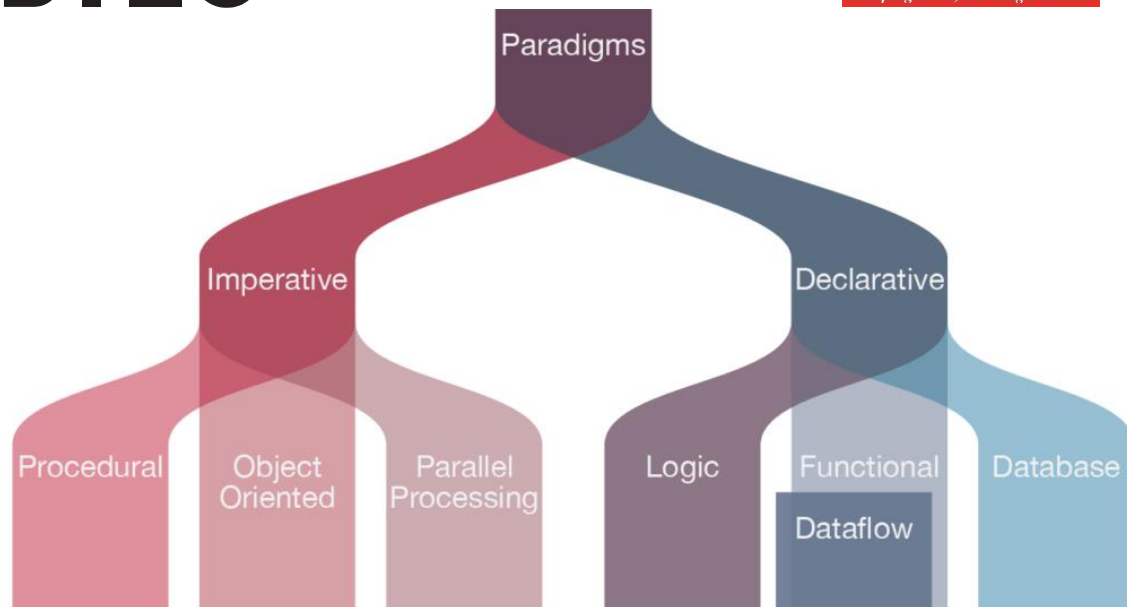 Paradigms
Imperative
Declarative
Procedural
Object
Oriented
Parallel
Processing
Logic
Functional
Database
Dataflow